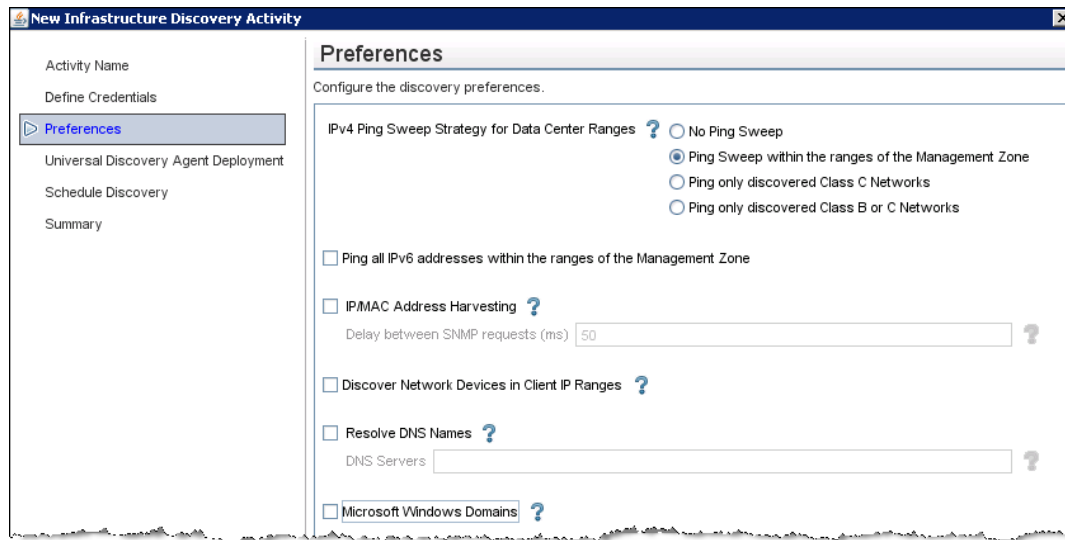 New Infrastructure Discovery Activity
Activity Name
Define Credentials
Preferences
Universal Discovery Agent Deployment
Schedule Discovery
Summary
Preferences
Configure the discovery preferences.
IPv4 Ping Sweep Strategy for Data Center Ranges ? No Ping Sweep
Ping Sweep within the ranges of the Management Zone
Ping only discovered Class C Networks
Ping only discovered Class B or C Networks
Ping all IPv6 addresses within the ranges of the Management Zone
IP/MAC Address Harvesting ?
Delay between SNMP requests (ms) 50 ?
Discover Network Devices in Client IP Ranges ?
Resolve DNS Names ?
DNS Servers ?
Microsoft Windows Domains ?